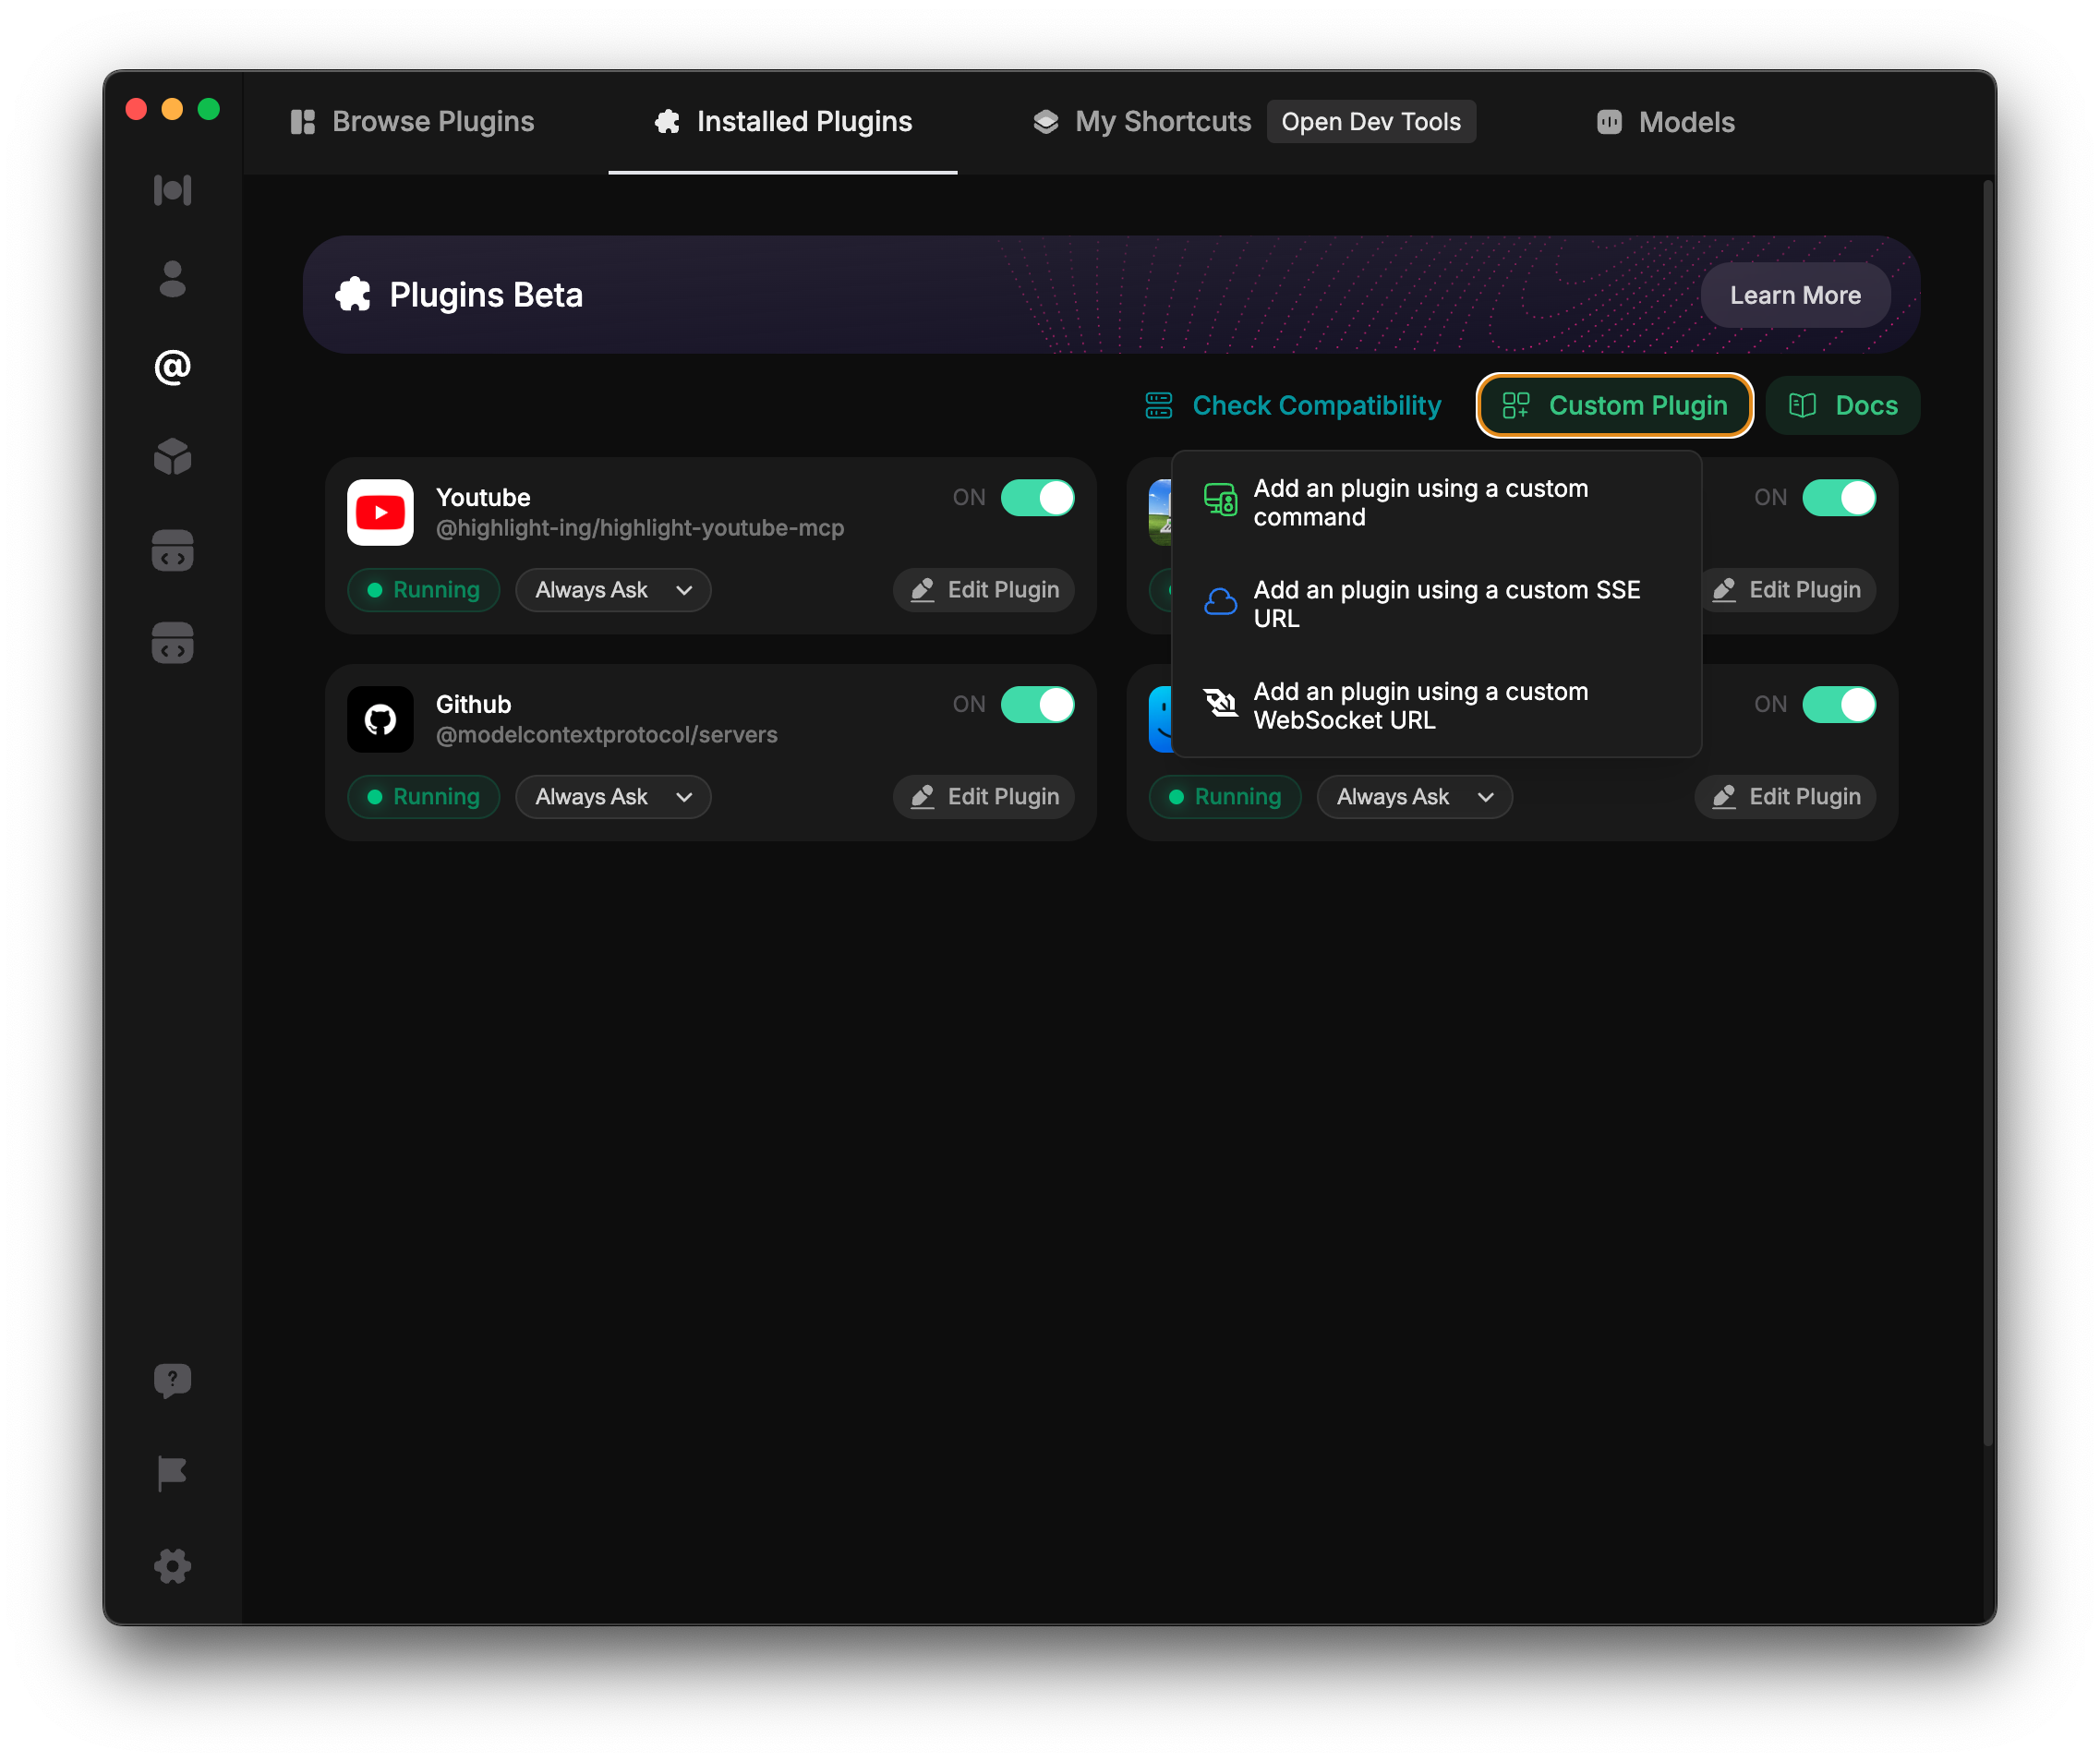 Browse Plugins
Installed Plugins
My Shortcuts
Open Dev Tools
Models
Plugins Beta
Learn More
Check Compatibility
Custom Plugin
Docs
Youtube
@highlight-ing/highlight-youtube-mcp
ON
Running
Always Ask
Edit Plugin
Add an plugin using a custom
command
Add an plugin using a custom SSE
URL
Add an plugin using a custom
WebSocket URL
ON
Edit Plugin
Github
@modelcontextprotocol/servers
ON
Running
Always Ask
Edit Plugin
ON
Running
Always Ask
Edit Plugin